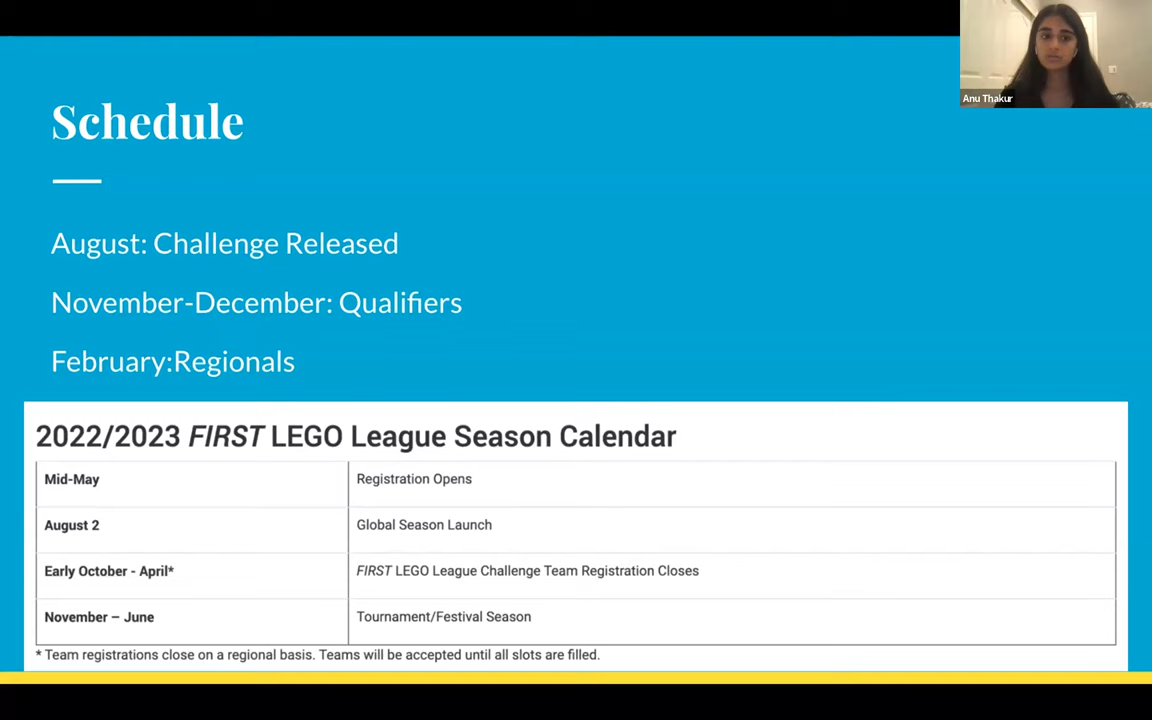 Anu Thakur
Schedule
August: Challenge Released
November-December: Qualifiers
February:Regionals
2022/2023 FIRST LEGO League Season Calendar
Mid-May Registration Opens
August 2 Global Season Launch
Early October - April* FIRST LEGO League Challenge Team Registration Closes
November – June Tournament/Festival Season
* Team registrations close on a regional basis. Teams will be accepted until all slots are filled.